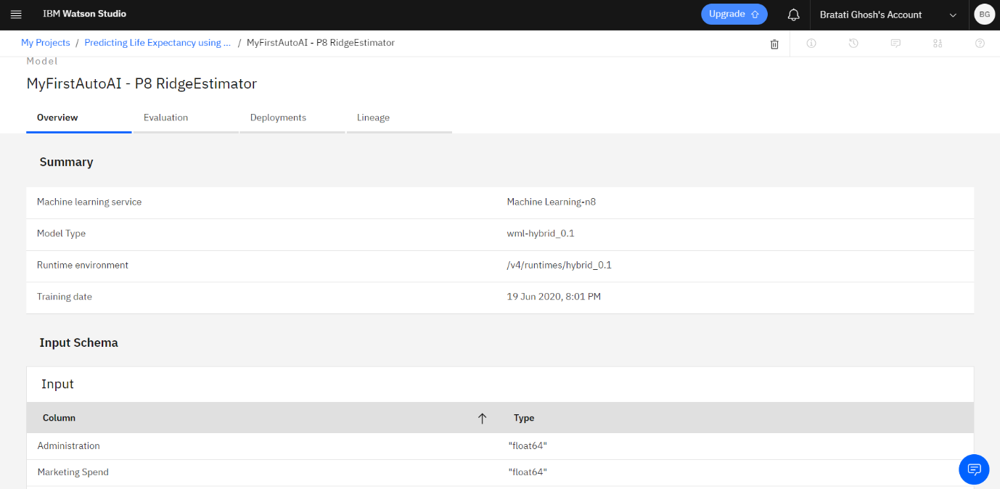 IBM Watson Studio
Upgrade
Bratati Ghosh's Account
BG
My Projects / Predicting Life Expectancy using ... / MyFirstAutoAI - P8 RidgeEstimator
Model
MyFirstAutoAI - P8 RidgeEstimator
Overview
Evaluation
Deployments
Lineage
Summary
Machine learning service
Machine Learning-n8
Model Type
wml-hybrid_0.1
Runtime environment
/v4/runtimes/hybrid_0.1
Training date
19 Jun 2020, 8:01 PM
Input Schema
Input
Column
Type
Administration
"float64"
Marketing Spend
"float64"